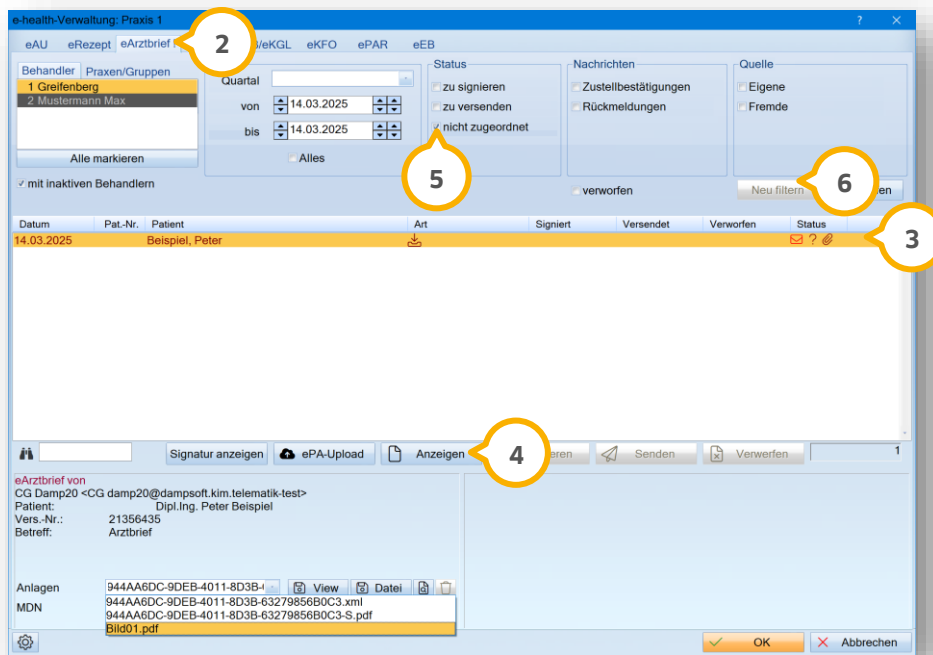 e-health-Verwaltung: Praxis 1
eAU eRezept eArztbrief 2 /eKGL eKFO ePAR eEB
Behandler Praxen/Gruppen
1 Greifenberg
2 Mustermann Max
Alle markieren
mit inaktiven Behandlern
Quartal
von 14.03.2025
bis 14.03.2025
Alles
Status
zu signieren
zu versenden
nicht zugeordnet
5
Nachrichten
Zustellbestätigungen
Rückmeldungen
Quelle
Eigene
Fremde
verworfen
Neu filtern 6 en
Datum Pat.-Nr. Patient Art Signiert Versendet Verworfen Status
14.03.2025 Beispiel, Peter ? 3
Signatur anzeigen ePA-Upload Anzeigen 4 eren Senden Verwerfen 1
eArztbrief von
CG Damp20 <CG damp20@dampsoft.kim.telematik-test>
Patient: Dipl.Ing. Peter Beispiel
Vers.-Nr.: 21356435
Betreff: Arztbrief
Anlagen 944AA6DC-9DEB-4011-8D3B- View Datei
944AA6DC-9DEB-4011-8D3B-63279856B0C3.xml
MDN 944AA6DC-9DEB-4011-8D3B-63279856B0C3-S.pdf
Bild01.pdf
OK Abbrechen